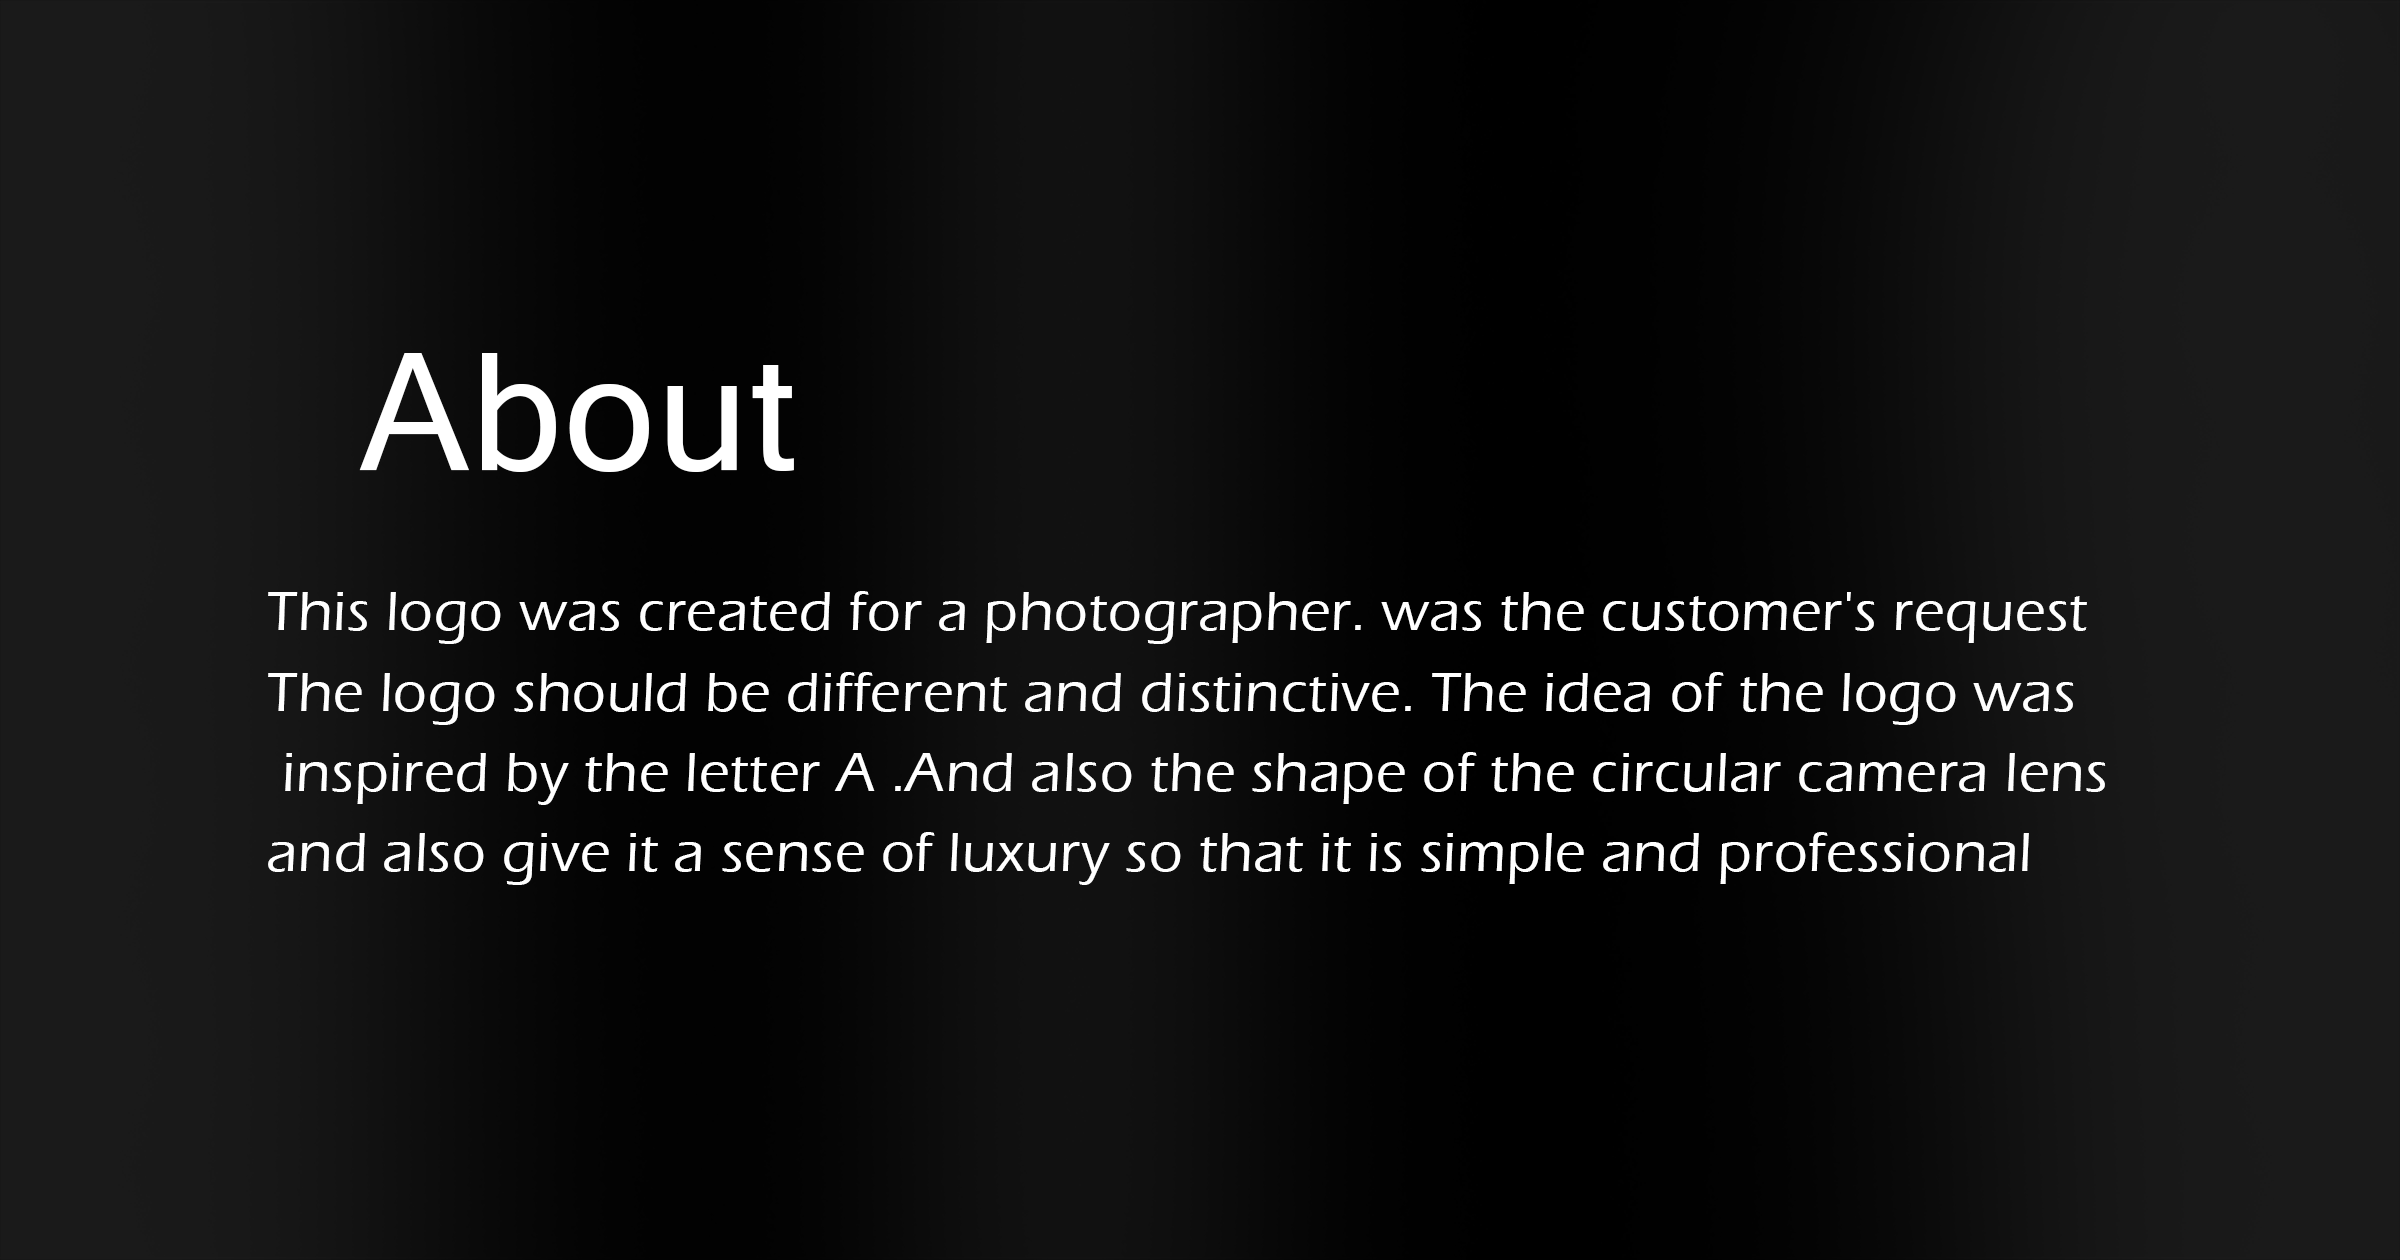 About
This logo was created for a photographer. was the customer's request
The logo should be different and distinctive. The idea of the logo was
inspired by the letter A .And also the shape of the circular camera lens
and also give it a sense of luxury so that it is simple and professional